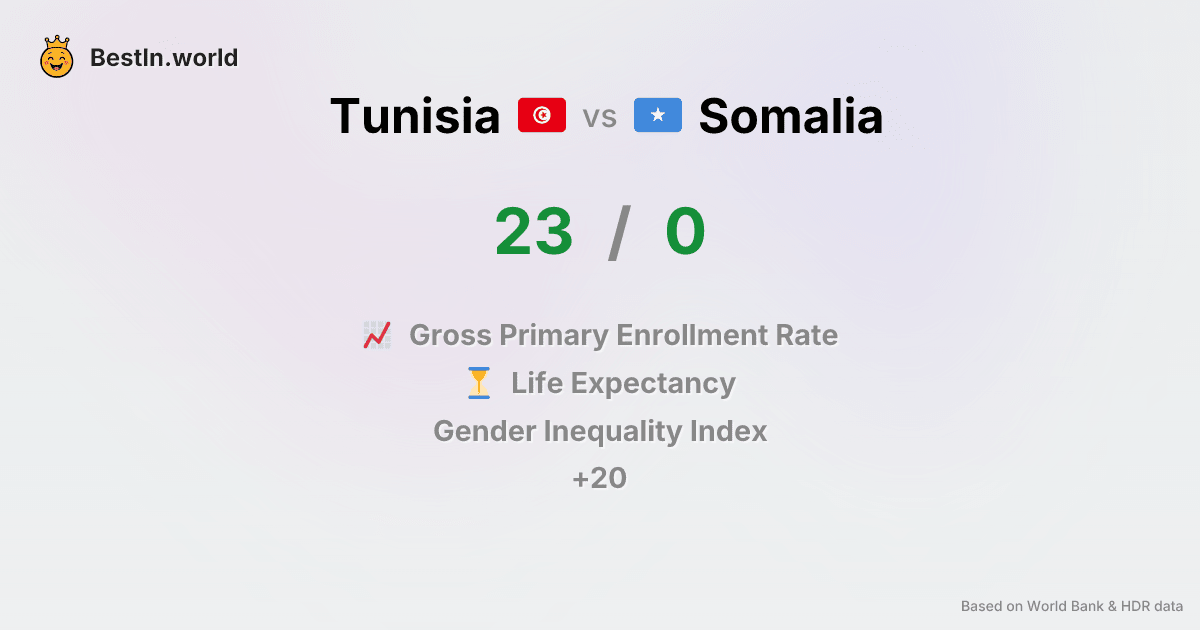 BestIn.world
Tunisia vs Somalia
23 / 0
Gross Primary Enrollment Rate
Life Expectancy
Gender Inequality Index
+20
Based on World Bank & HDR data